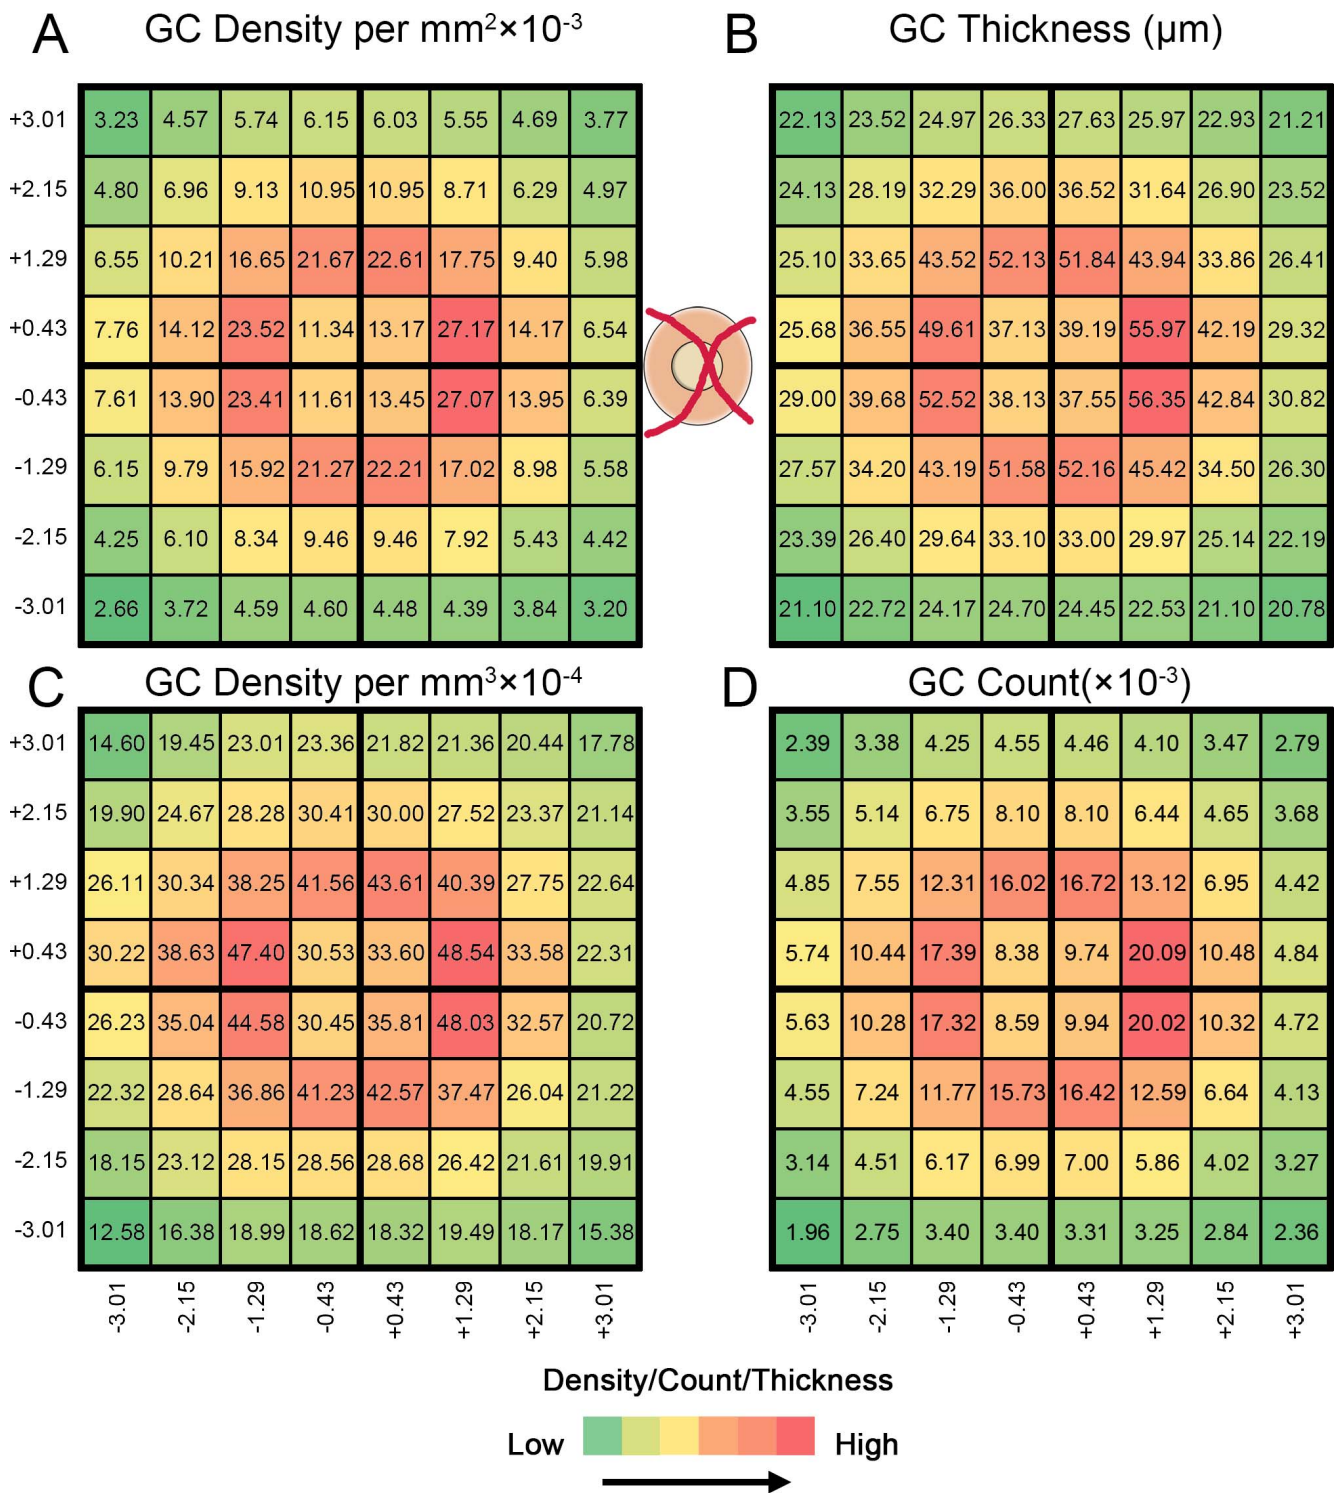 A GC Density per mm²×10⁻³
B GC Thickness (µm)
+3.01 3.23 4.57 5.74 6.15 6.03 5.55 4.69 3.77 22.13 23.52 24.97 26.33 27.63 25.97 22.93 21.21
+2.15 4.80 6.96 9.13 10.95 10.95 8.71 6.29 4.97 24.13 28.19 32.29 36.00 36.52 31.64 26.90 23.52
+1.29 6.55 10.21 16.65 21.67 22.61 17.75 9.40 5.98 25.10 33.65 43.52 52.13 51.84 43.94 33.86 26.41
+0.43 7.76 14.12 23.52 11.34 13.17 27.17 14.17 6.54 25.68 36.55 49.61 37.13 39.19 55.97 42.19 29.32
-0.43 7.61 13.90 23.41 11.61 13.45 27.07 13.95 6.39 29.00 39.68 52.52 38.13 37.55 56.35 42.84 30.82
-1.29 6.15 9.79 15.92 21.27 22.21 17.02 8.98 5.58 27.57 34.20 43.19 51.58 52.16 45.42 34.50 26.30
-2.15 4.25 6.10 8.34 9.46 9.46 7.92 5.43 4.42 23.39 26.40 29.64 33.10 33.00 29.97 25.14 22.19
-3.01 2.66 3.72 4.59 4.60 4.48 4.39 3.84 3.20 21.10 22.72 24.17 24.70 24.45 22.53 21.10 20.78
C GC Density per mm³×10⁻⁴
D GC Count(×10⁻³)
+3.01 14.60 19.45 23.01 23.36 21.82 21.36 20.44 17.78 2.39 3.38 4.25 4.55 4.46 4.10 3.47 2.79
+2.15 19.90 24.67 28.28 30.41 30.00 27.52 23.37 21.14 3.55 5.14 6.75 8.10 8.10 6.44 4.65 3.68
+1.29 26.11 30.34 38.25 41.56 43.61 40.39 27.75 22.64 4.85 7.55 12.31 16.02 16.72 13.12 6.95 4.42
+0.43 30.22 38.63 47.40 30.53 33.60 48.54 33.58 22.31 5.74 10.44 17.39 8.38 9.74 20.09 10.48 4.84
-0.43 26.23 35.04 44.58 30.45 35.81 48.03 32.57 20.72 5.63 10.28 17.32 8.59 9.94 20.02 10.32 4.72
-1.29 22.32 28.64 36.86 41.23 42.57 37.47 26.04 21.22 4.55 7.24 11.77 15.73 16.42 12.59 6.64 4.13
-2.15 18.15 23.12 28.15 28.56 28.68 26.42 21.61 19.91 3.14 4.51 6.17 6.99 7.00 5.86 4.02 3.27
-3.01 12.58 16.38 18.99 18.62 18.32 19.49 18.17 15.38 1.96 2.75 3.40 3.40 3.31 3.25 2.84 2.36
-3.01 -2.15 -1.29 -0.43 +0.43 +1.29 +2.15 +3.01 -3.01 -2.15 -1.29 -0.43 +0.43 +1.29 +2.15 +3.01
Density/Count/Thickness
Low High